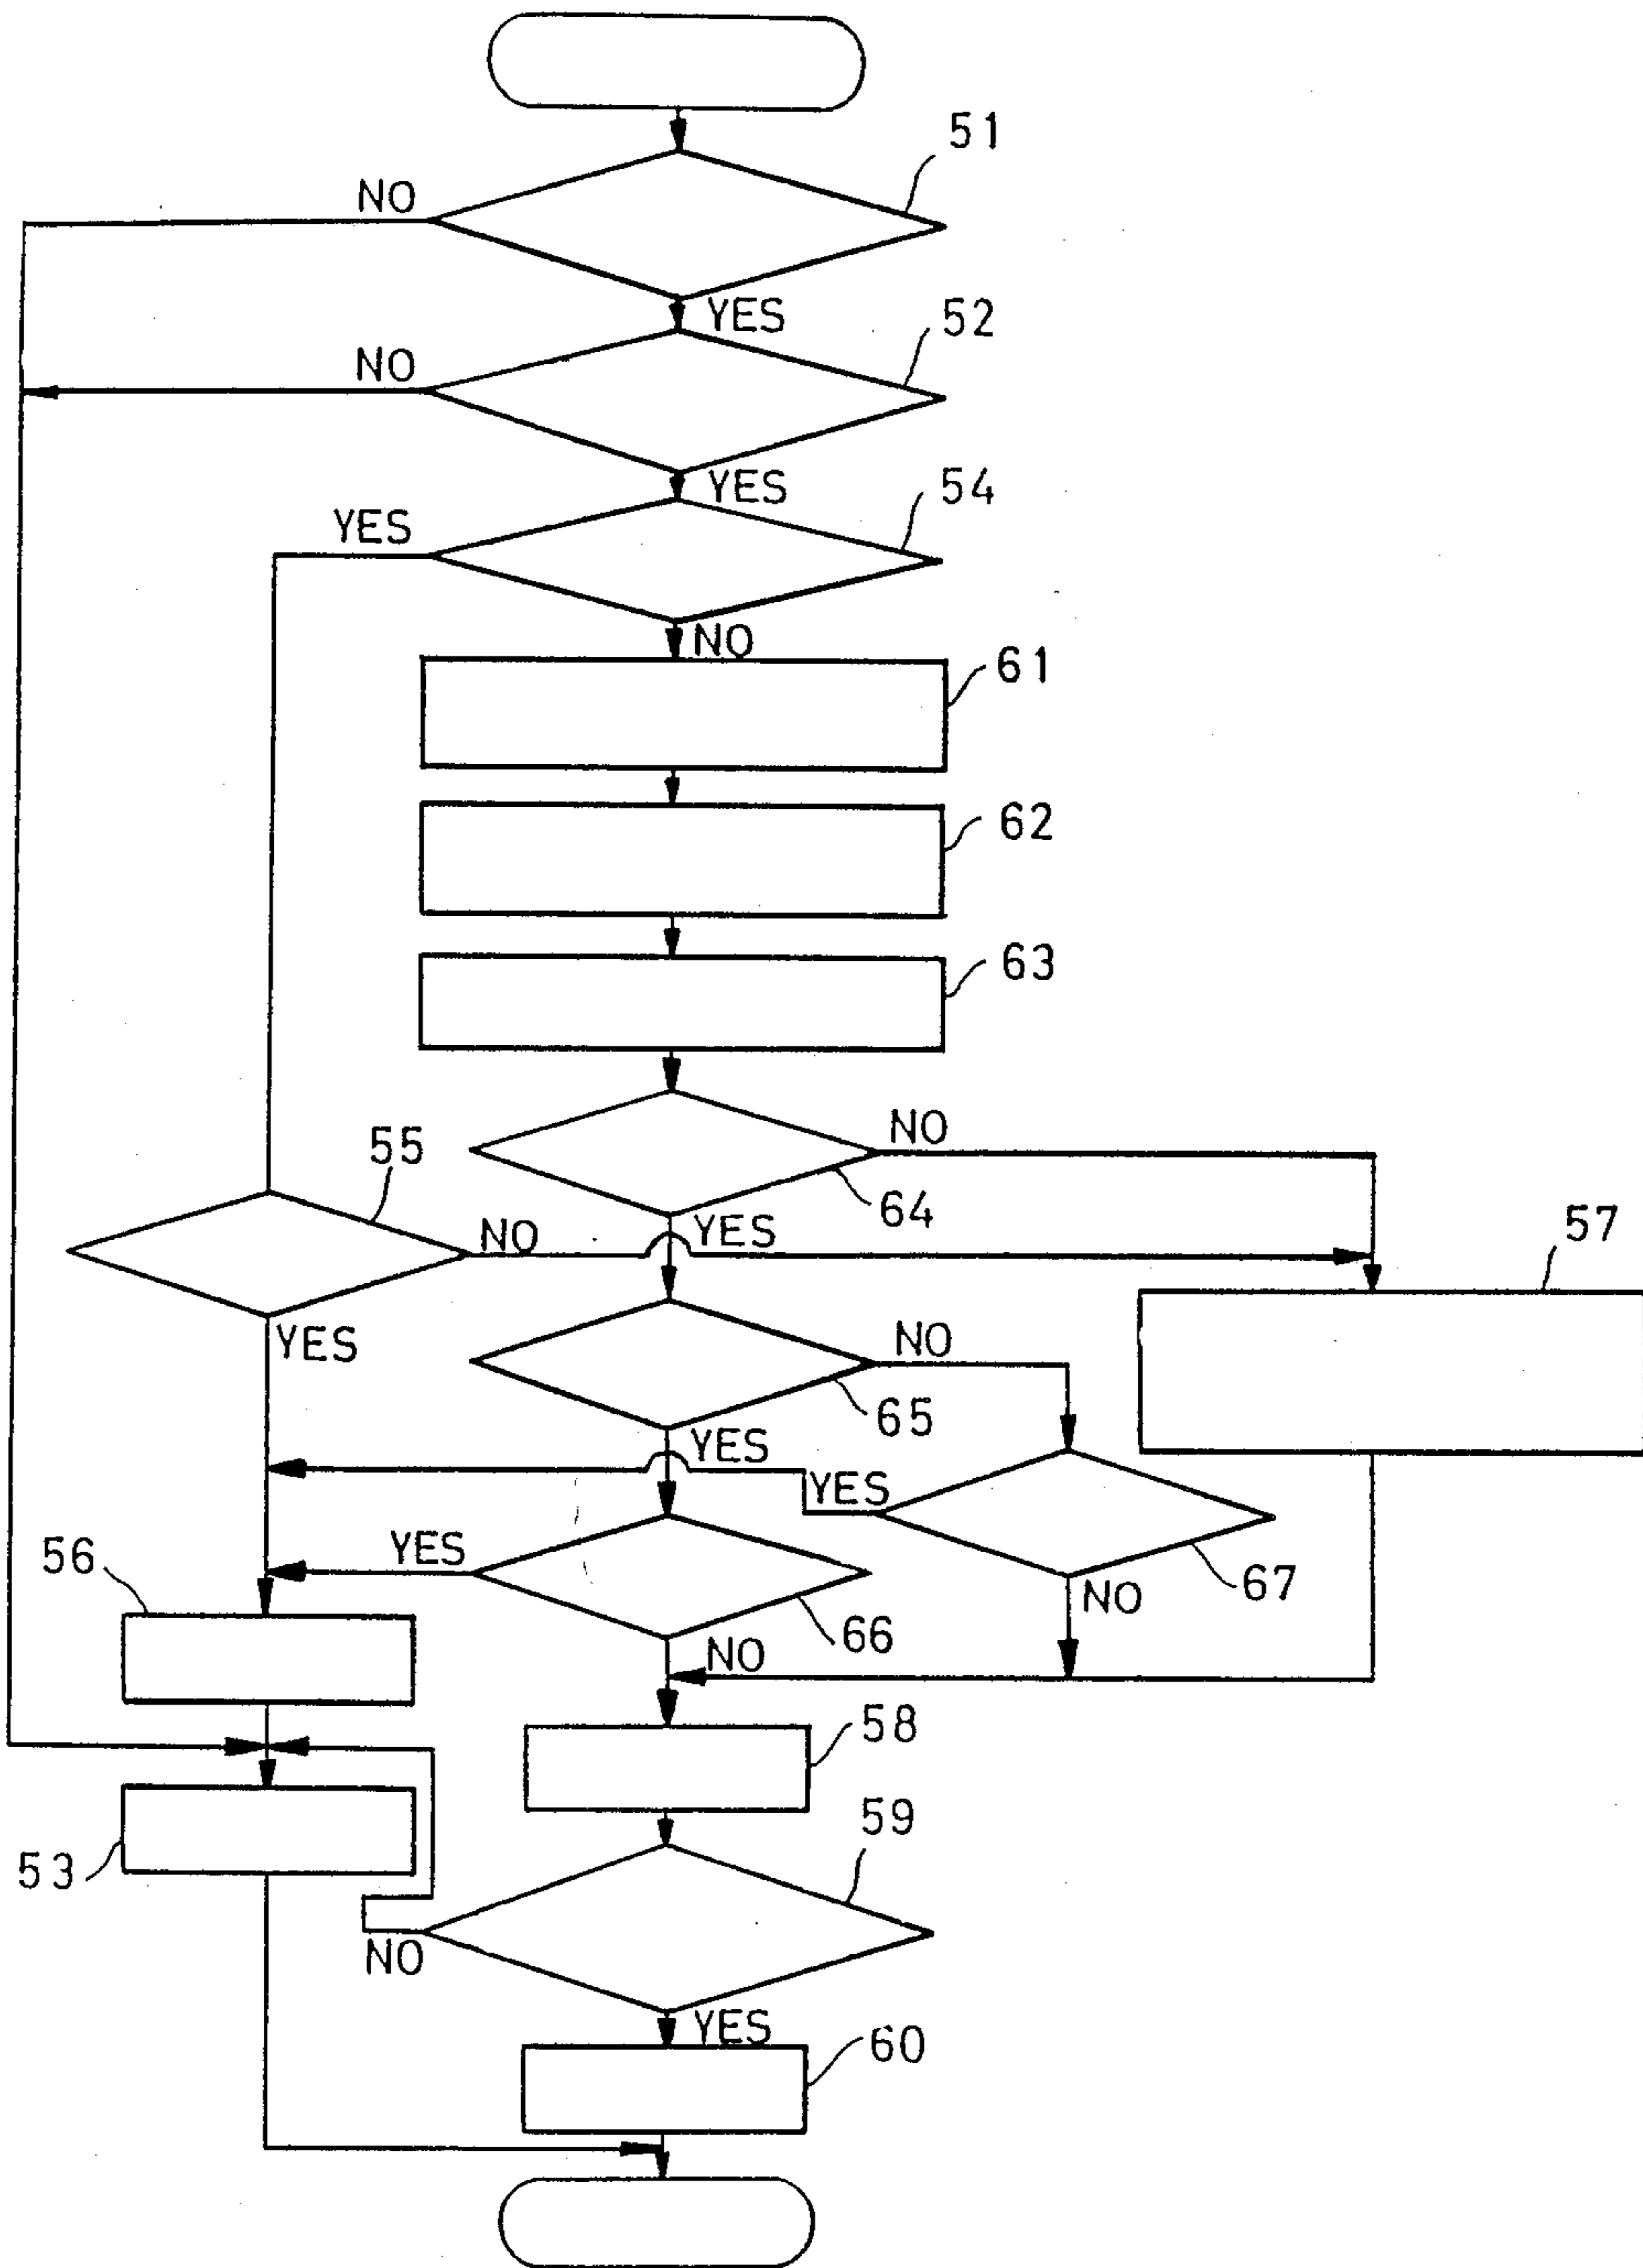 51
NO
YES
52
NO
YES
54
YES
NO
61
62
63
NO
55
64
NO
YES
57
YES
NO
65
YES
YES
56
YES
67
NO
66
NO
58
59
53
NO
YES
60